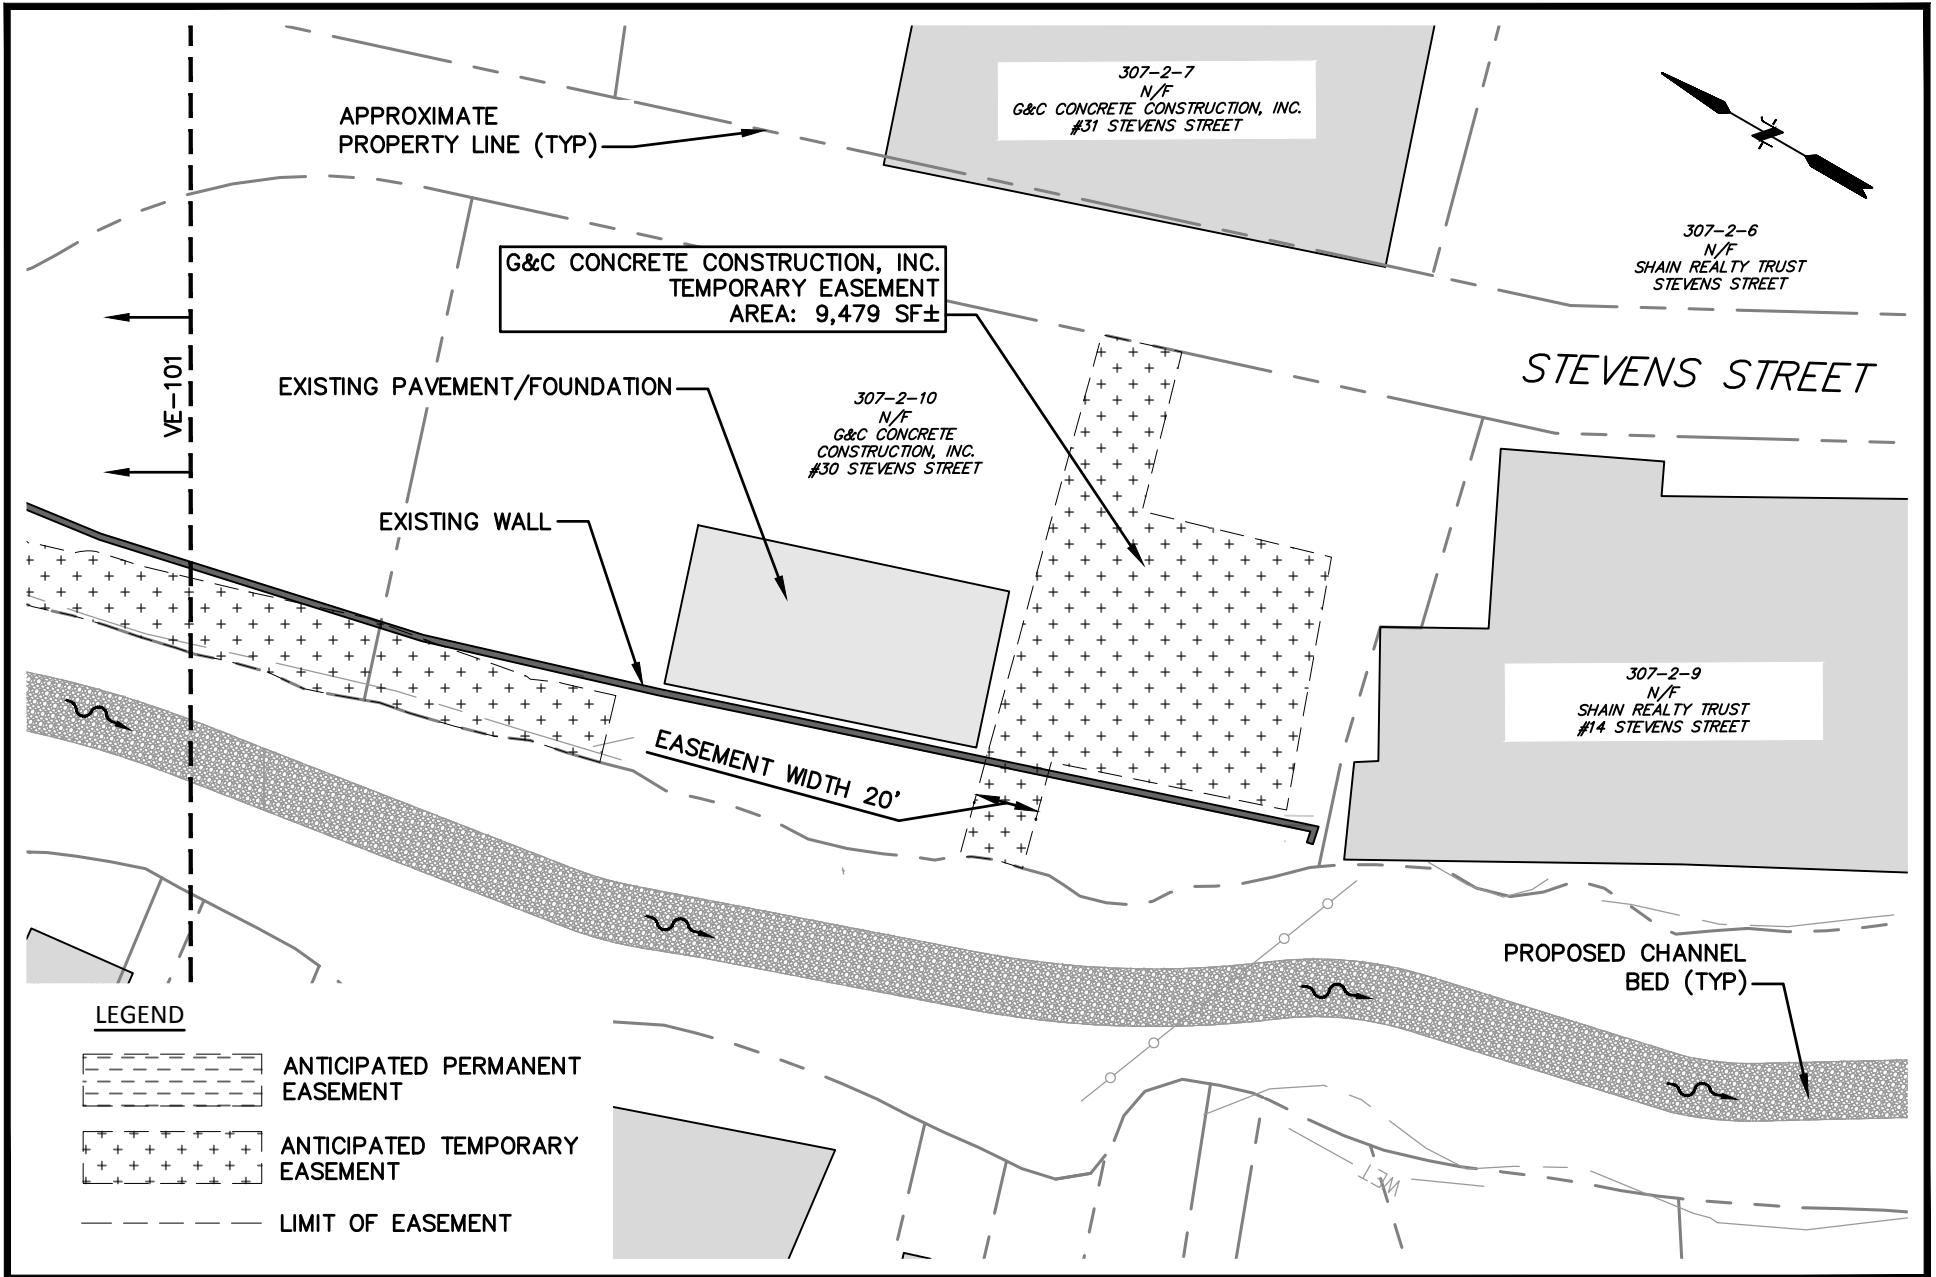 307-2-7
N/F
G&C CONCRETE CONSTRUCTION, INC.
#31 STEVENS STREET
APPROXIMATE
PROPERTY LINE (TYP)
307-2-6
N/F
SHAIN REALTY TRUST
STEVENS STREET
G&C CONCRETE CONSTRUCTION, INC.
TEMPORARY EASEMENT
AREA: 9,479 SF±
STEVENS STREET
VE-101
EXISTING PAVEMENT/FOUNDATION
307-2-10
N/F
G&C CONCRETE
CONSTRUCTION, INC.
#30 STEVENS STREET
EXISTING WALL
307-2-9
N/F
SHAIN REALTY TRUST
#14 STEVENS STREET
EASEMENT WIDTH 20'
PROPOSED CHANNEL
BED (TYP)
LEGEND
ANTICIPATED PERMANENT
EASEMENT
ANTICIPATED TEMPORARY
EASEMENT
LIMIT OF EASEMENT
WET